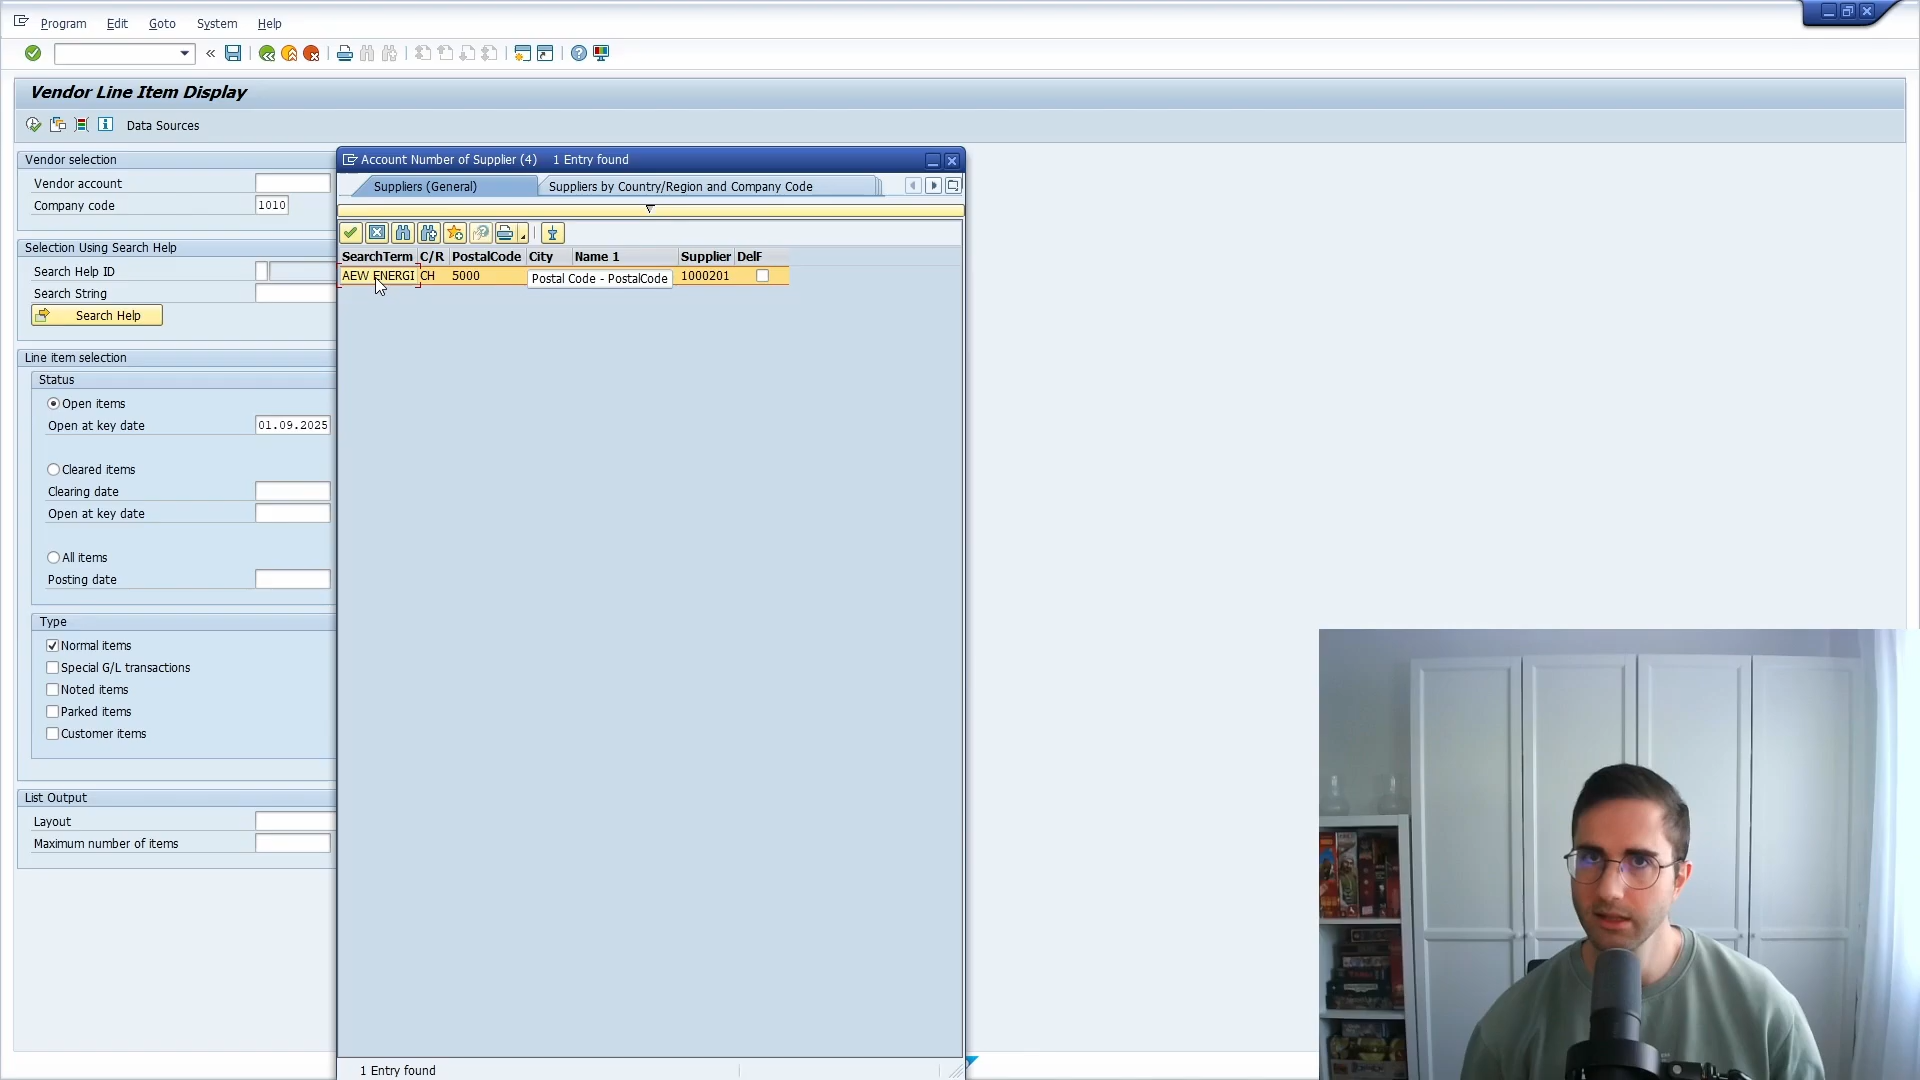 Program Edit Goto System Help
Vendor Line Item Display
Data Sources
Vendor selection
Vendor account
Company code 1010
Selection Using Search Help
Search Help ID
Search String
Search Help
Line item selection
Status
Open items
Open at key date 01.09.2025
Cleared items
Clearing date
Open at key date
All items
Posting date
Type
Normal items
Special G/L transactions
Noted items
Parked items
Customer items
List Output
Layout
Maximum number of items
Account Number of Supplier (4) 1 Entry found
Suppliers (General) Suppliers by Country/Region and Company Code
SearchTerm C/R PostalCode City Name 1 Supplier DelF
AEW ENERGI CH 5000 Postal Code - PostalCode 1000201
1 Entry found